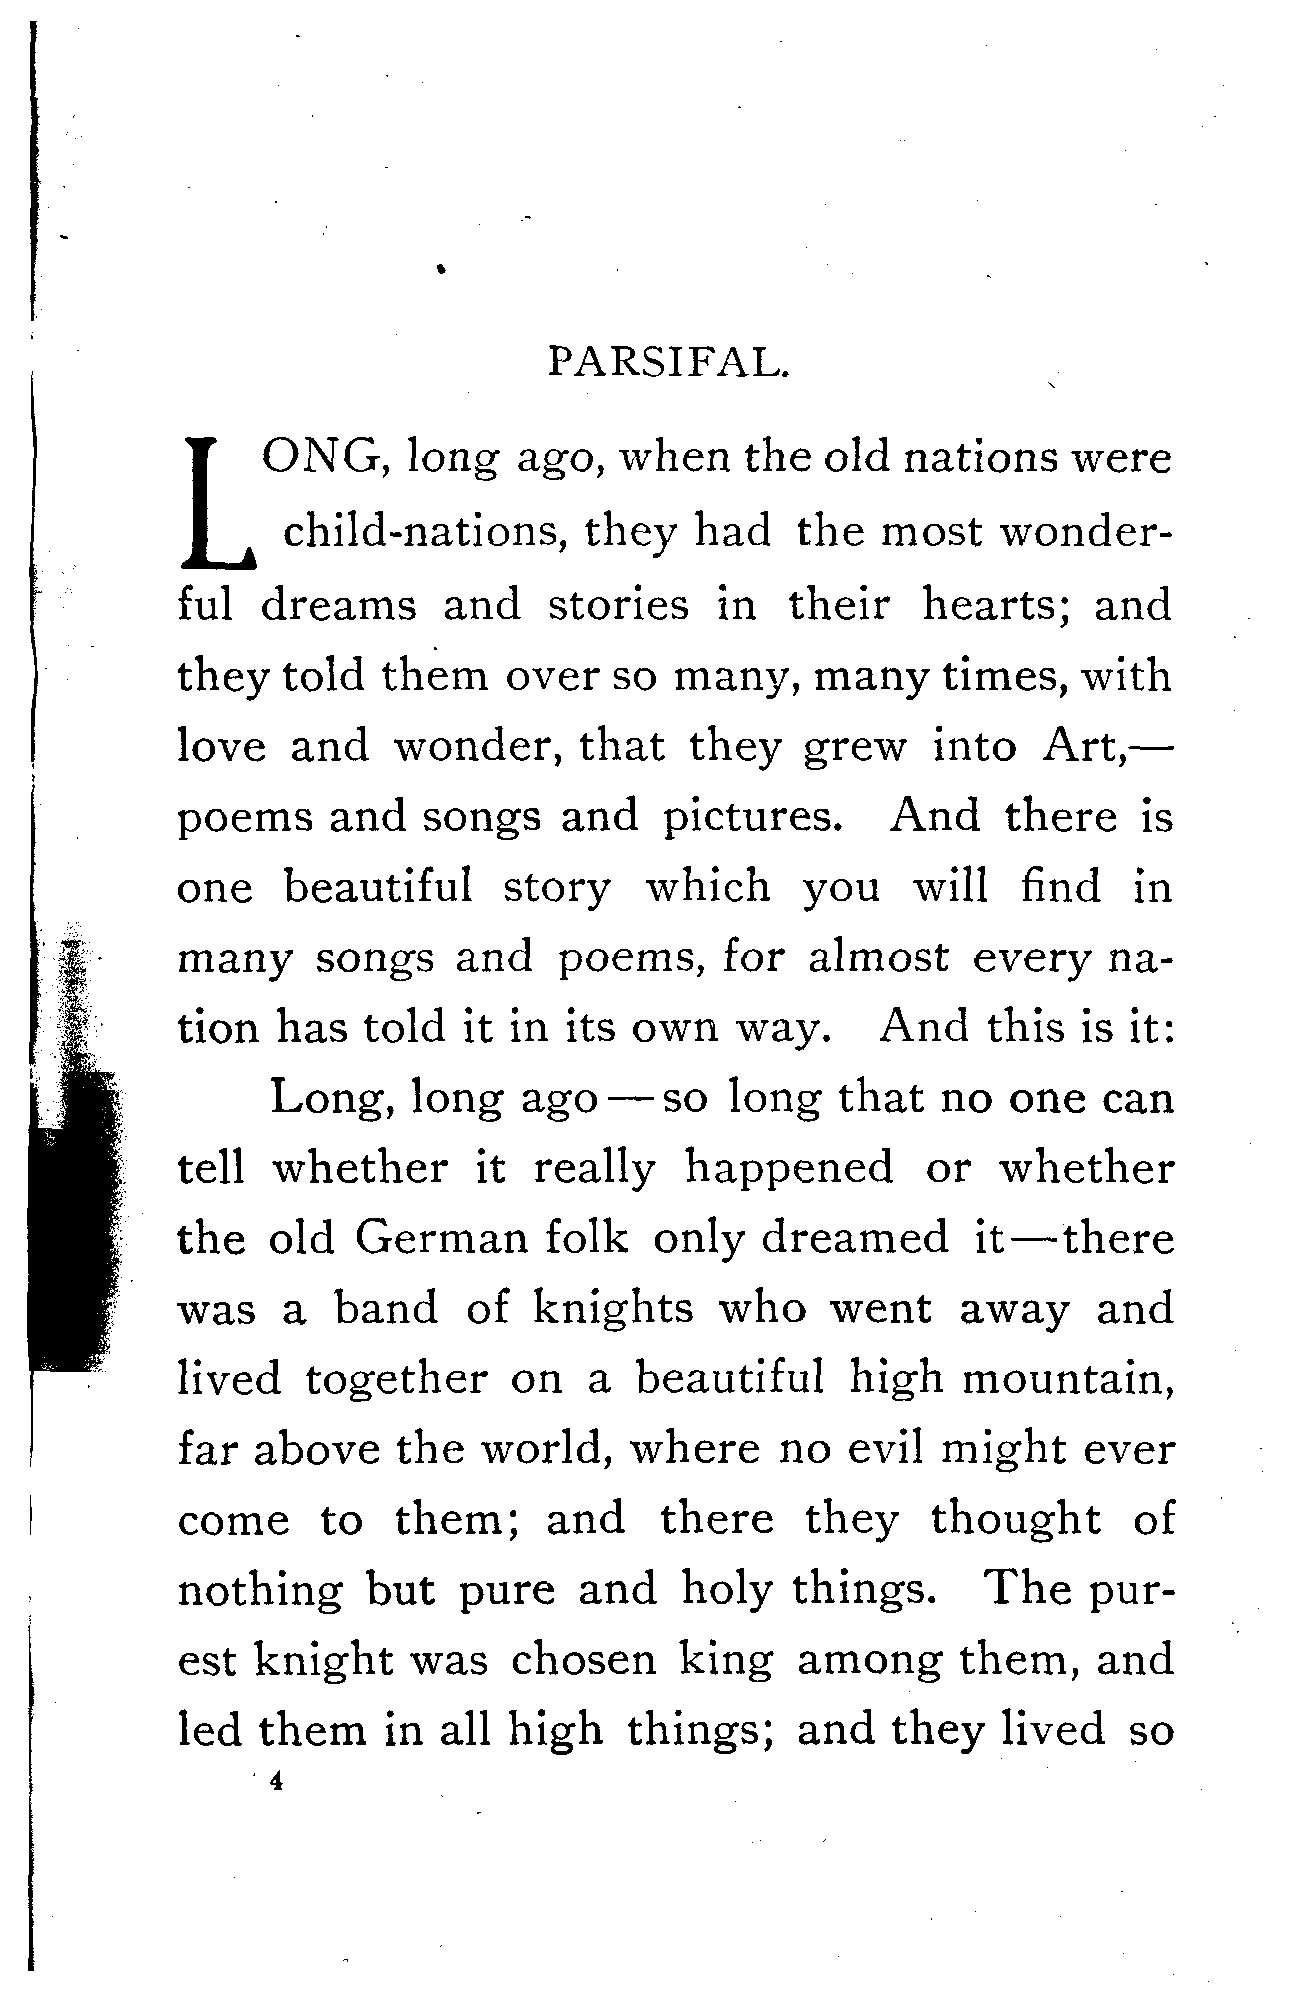 PARSIFAL.
LONG, long ago, when the old nations were
child-nations, they had the most wonder-
ful dreams and stories in their hearts; and
they told them over so many, many times, with
love and wonder, that they grew into Art,—
poems and songs and pictures. And there is
one beautiful story which you will find in
many songs and poems, for almost every na-
tion has told it in its own way. And this is it:
Long, long ago — so long that no one can
tell whether it really happened or whether
the old German folk only dreamed it—there
was a band of knights who went away and
lived together on a beautiful high mountain,
far above the world, where no evil might ever
come to them; and there they thought of
nothing but pure and holy things. The pur-
est knight was chosen king among them, and
led them in all high things; and they lived so
4